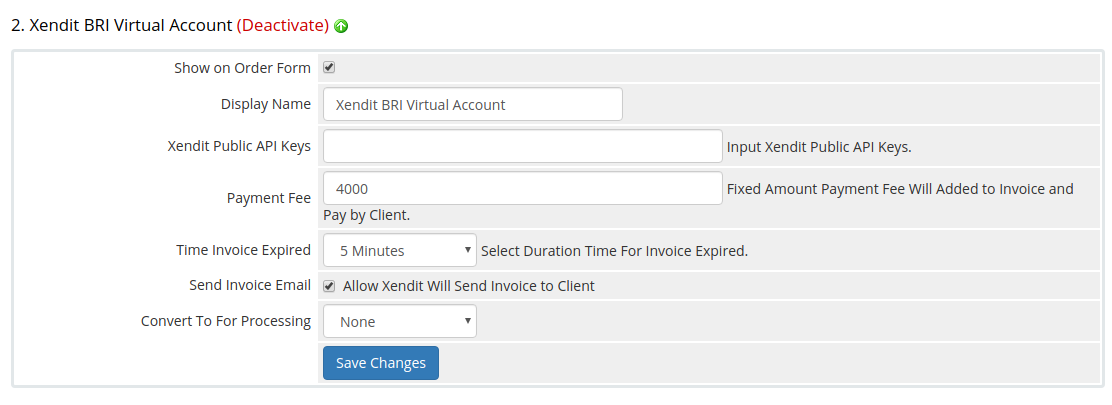 2. Xendit BRI Virtual Account (Deactivate)
Show on Order Form
Display Name Xendit BRI Virtual Account
Xendit Public API Keys Input Xendit Public API Keys.
Payment Fee 4000 Fixed Amount Payment Fee Will Added to Invoice and
Pay by Client.
Time Invoice Expired 5 Minutes Select Duration Time For Invoice Expired.
Send Invoice Email Allow Xendit Will Send Invoice to Client
Convert To For Processing None
Save Changes